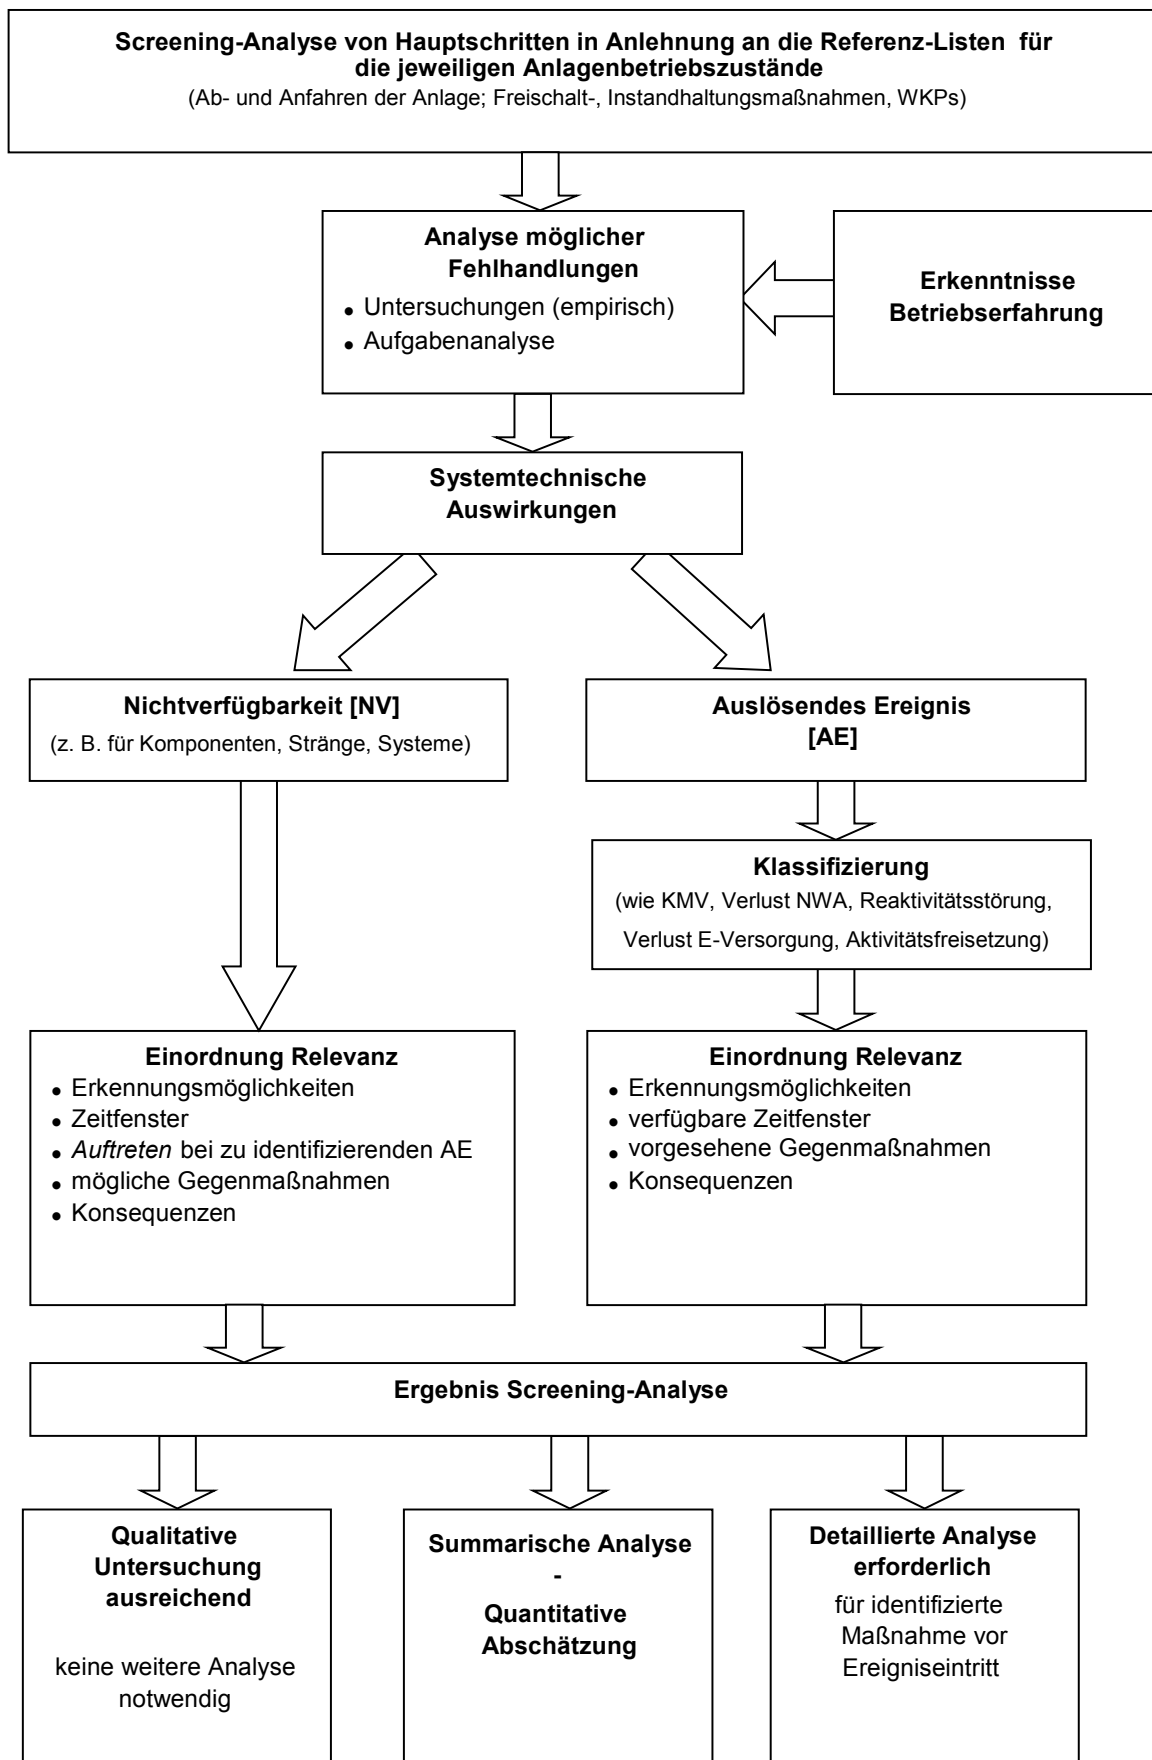 Screening-Analyse von Hauptschritten in Anlehnung an die Referenz-Listen für
die jeweiligen Anlagenbetriebszustände
(Ab- und Anfahren der Anlage; Freischalt-, Instandhaltungsmaßnahmen, WKPs)
Analyse möglicher
Fehlhandlungen
• Untersuchungen (empirisch)
• Aufgabenanalyse
Erkenntnisse
Betriebserfahrung
Systemtechnische
Auswirkungen
Nichtverfügbarkeit [NV]
(z. B. für Komponenten, Stränge, Systeme)
Auslösendes Ereignis
[AE]
Klassifizierung
(wie KMV, Verlust NWA, Reaktivitätsstörung,
Verlust E-Versorgung, Aktivitätsfreisetzung)
Einordnung Relevanz
• Erkennungsmöglichkeiten
• Zeitfenster
• Auftreten bei zu identifizierenden AE
• mögliche Gegenmaßnahmen
• Konsequenzen
Einordnung Relevanz
• Erkennungsmöglichkeiten
• verfügbare Zeitfenster
• vorgesehene Gegenmaßnahmen
• Konsequenzen
Ergebnis Screening-Analyse
Qualitative
Untersuchung
ausreichend
keine weitere Analyse
notwendig
Summarische Analyse
-
Quantitative
Abschätzung
Detaillierte Analyse
erforderlich
für identifizierte
Maßnahme vor
Ereigniseintritt